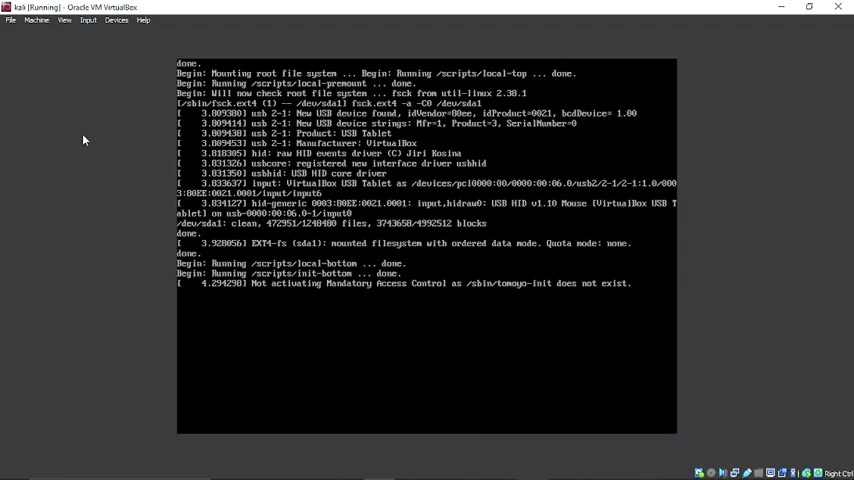 kali [Running] - Oracle VM VirtualBox
File Machine View Input Devices Help
done.
Begin: Mounting root file system ... Begin: Running /scripts/local-top ... done.
Begin: Running /scripts/local-premount ... done.
Begin: Will now check root file system ... fsck from util-linux 2.38.1
[/sbin/fsck.ext4 (1) -- /dev/sda1] fsck.ext4 -a -C0 /dev/sda1
[    3.809380] usb 2-1: New USB device found, idVendor=80ee, idProduct=0021, bcdDevice= 1.00
[    3.809414] usb 2-1: New USB device strings: Mfr=1, Product=3, SerialNumber=0
[    3.809438] usb 2-1: Product: USB Tablet
[    3.809453] usb 2-1: Manufacturer: VirtualBox
[    3.818305] hid: raw HID events driver (C) Jiri Kosina
[    3.831326] usbcore: registered new interface driver usbhid
[    3.831350] usbhid: USB HID core driver
[    3.833637] input: VirtualBox USB Tablet as /devices/pci0000:00/0000:00:06.0/usb2/2-1/2-1:1.0/000
3:80EE:0021.0001/input/input6
[    3.834127] hid-generic 0003:80EE:0021.0001: input,hidraw0: USB HID v1.10 Mouse [VirtualBox USB T
ablet] on usb-0000:00:06.0-1/input0
/dev/sda1: clean, 472951/1248480 files, 3743658/4992512 blocks
done.
[    3.928056] EXT4-fs (sda1): mounted filesystem with ordered data mode. Quota mode: none.
done.
Begin: Running /scripts/local-bottom ... done.
Begin: Running /scripts/init-bottom ... done.
[    4.294298] Not activating Mandatory Access Control as /sbin/tomoyo-init does not exist.
Right Ctrl